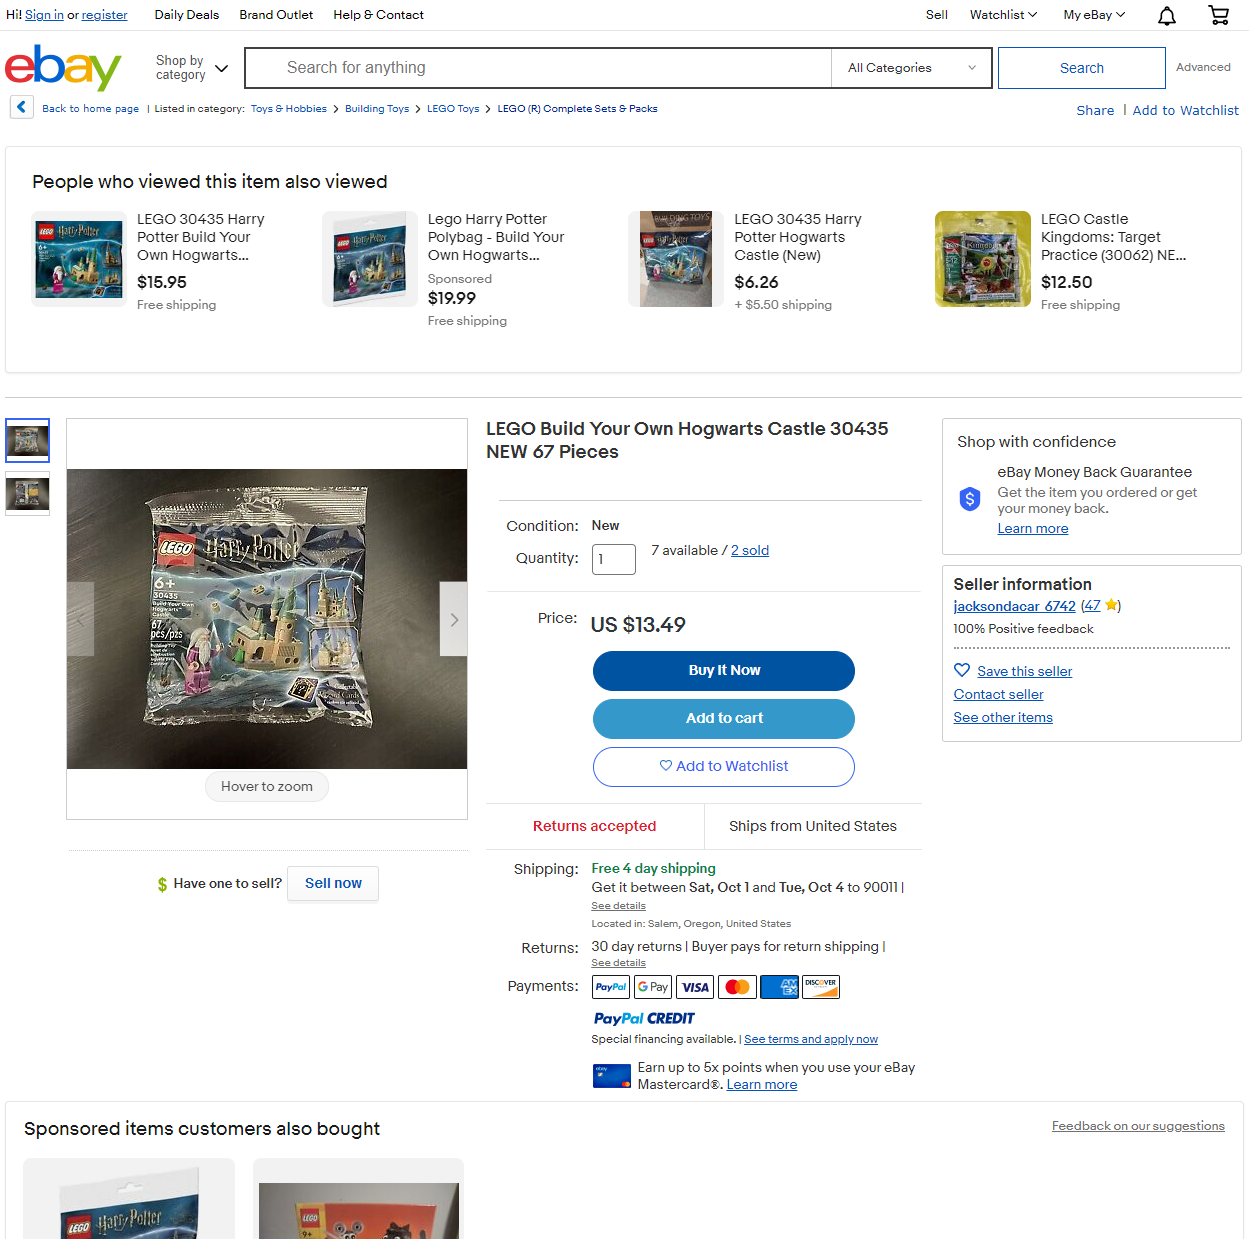 Hi! Sign in or register Daily Deals Brand Outlet Help & Contact Sell Watchlist My eBay
ebay Shop by category Search for anything All Categories Search Advanced
Back to home page | Listed in category: Toys & Hobbies > Building Toys > LEGO Toys > LEGO (R) Complete Sets & Packs
Share | Add to Watchlist
People who viewed this item also viewed
LEGO 30435 Harry
Potter Build Your
Own Hogwarts...
$15.95
Free shipping
Lego Harry Potter
Polybag - Build Your
Own Hogwarts...
Sponsored
$19.99
Free shipping
LEGO 30435 Harry
Potter Hogwarts
Castle (New)
$6.26
+ $5.50 shipping
LEGO Castle
Kingdoms: Target
Practice (30062) NE...
$12.50
Free shipping
LEGO Harry Potter
6+
30435
Build Your Own
Hogwarts
Castle
67
pcs/pzs
Hover to zoom
$ Have one to sell? Sell now
LEGO Build Your Own Hogwarts Castle 30435
NEW 67 Pieces
Condition: New
Quantity: 1 7 available / 2 sold
Price: US $13.49
Buy It Now
Add to cart
Add to Watchlist
Returns accepted Ships from United States
Shipping: Free 4 day shipping
Get it between Sat, Oct 1 and Tue, Oct 4 to 90011 |
See details
Located in: Salem, Oregon, United States
Returns: 30 day returns | Buyer pays for return shipping |
See details
Payments: PayPal G Pay VISA AMEX DISCOVER
PayPal CREDIT
Special financing available. | See terms and apply now
Earn up to 5x points when you use your eBay
Mastercard®. Learn more
Shop with confidence
eBay Money Back Guarantee
Get the item you ordered or get
your money back.
Learn more
Seller information
jacksondacar_6742 (47)
100% Positive feedback
Save this seller
Contact seller
See other items
Sponsored items customers also bought
Feedback on our suggestions
LEGO Harry Potter
LEGO
9+